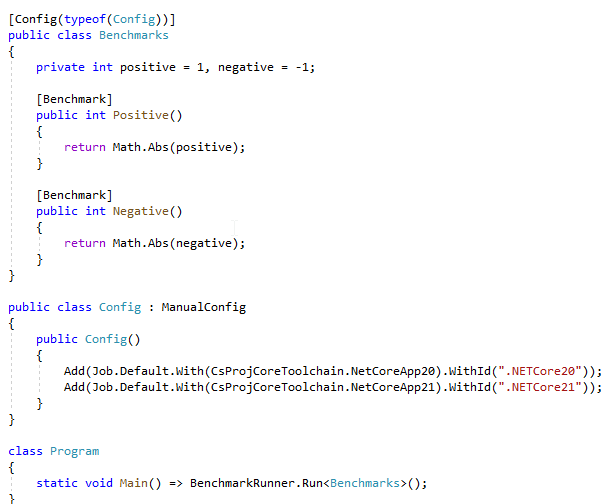 [Config(typeof(Config))]
public class Benchmarks
{
    private int positive = 1, negative = -1;

    [Benchmark]
    public int Positive()
    {
        return Math.Abs(positive);
    }

    [Benchmark]
    public int Negative()
    {
        return Math.Abs(negative);
    }
}

public class Config : ManualConfig
{
    public Config()
    {
        Add(Job.Default.With(CsProjCoreToolchain.NetCoreApp20).WithId(".NETCore20"));
        Add(Job.Default.With(CsProjCoreToolchain.NetCoreApp21).WithId(".NETCore21"));
    }
}

class Program
{
    static void Main() => BenchmarkRunner.Run<Benchmarks>();
}